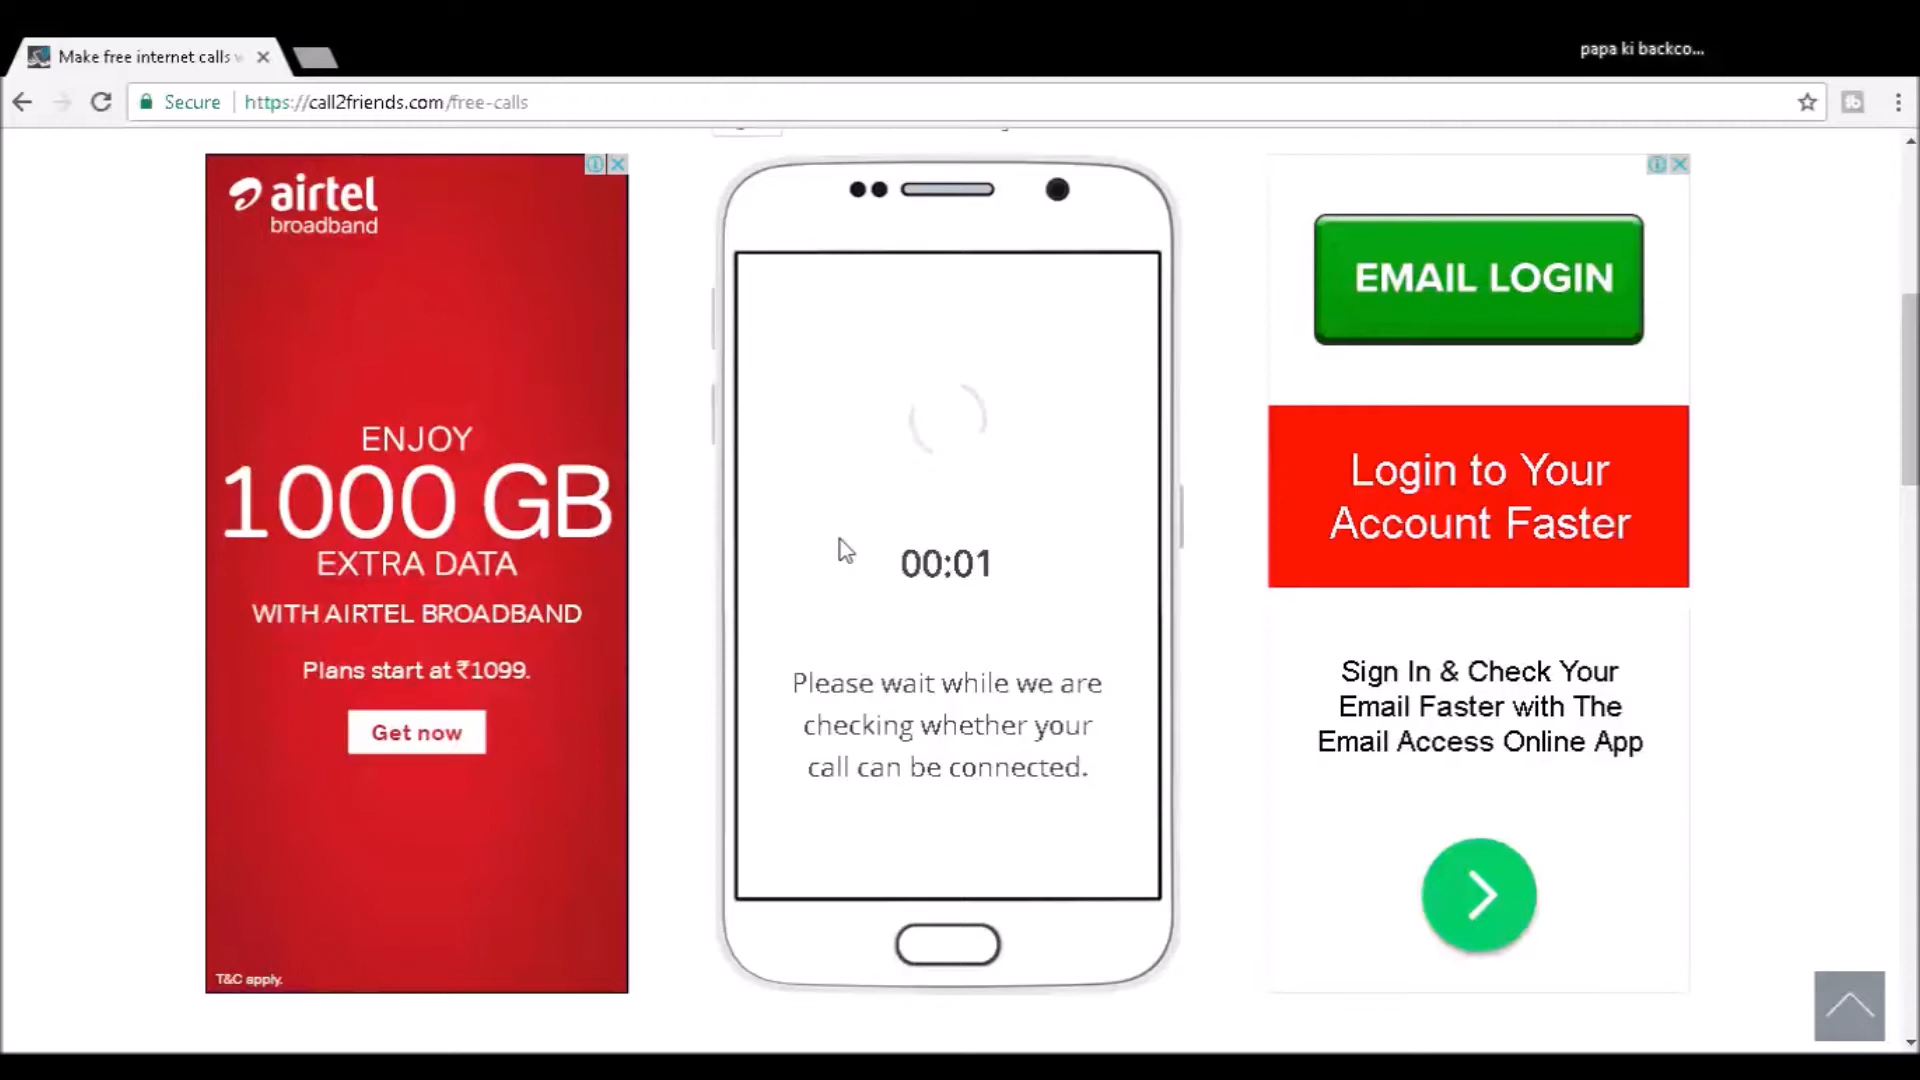 Make free internet calls
papa ki backco...
Secure
https://call2friends.com/free-calls
airtel
broadband
ENJOY
1000 GB
EXTRA DATA
WITH AIRTEL BROADBAND
Plans start at ₹1099.
Get now
T&C apply.
00:01
Please wait while we are
checking whether your
call can be connected.
EMAIL LOGIN
Login to Your
Account Faster
Sign In & Check Your
Email Faster with The
Email Access Online App